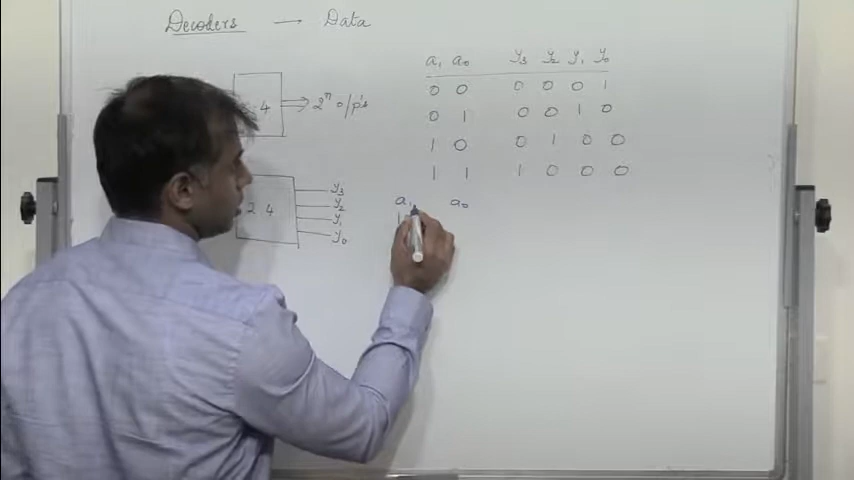 Decoders — Data
4 ⇒ 2ⁿ o/p's
2 4
y₃
y₂
y₁
y₀
a₁ a₀ y₃ y₂ y₁ y₀
0 0 0 0 0 1
0 1 0 0 1 0
1 0 0 1 0 0
1 1 1 0 0 0
a₁ a₀